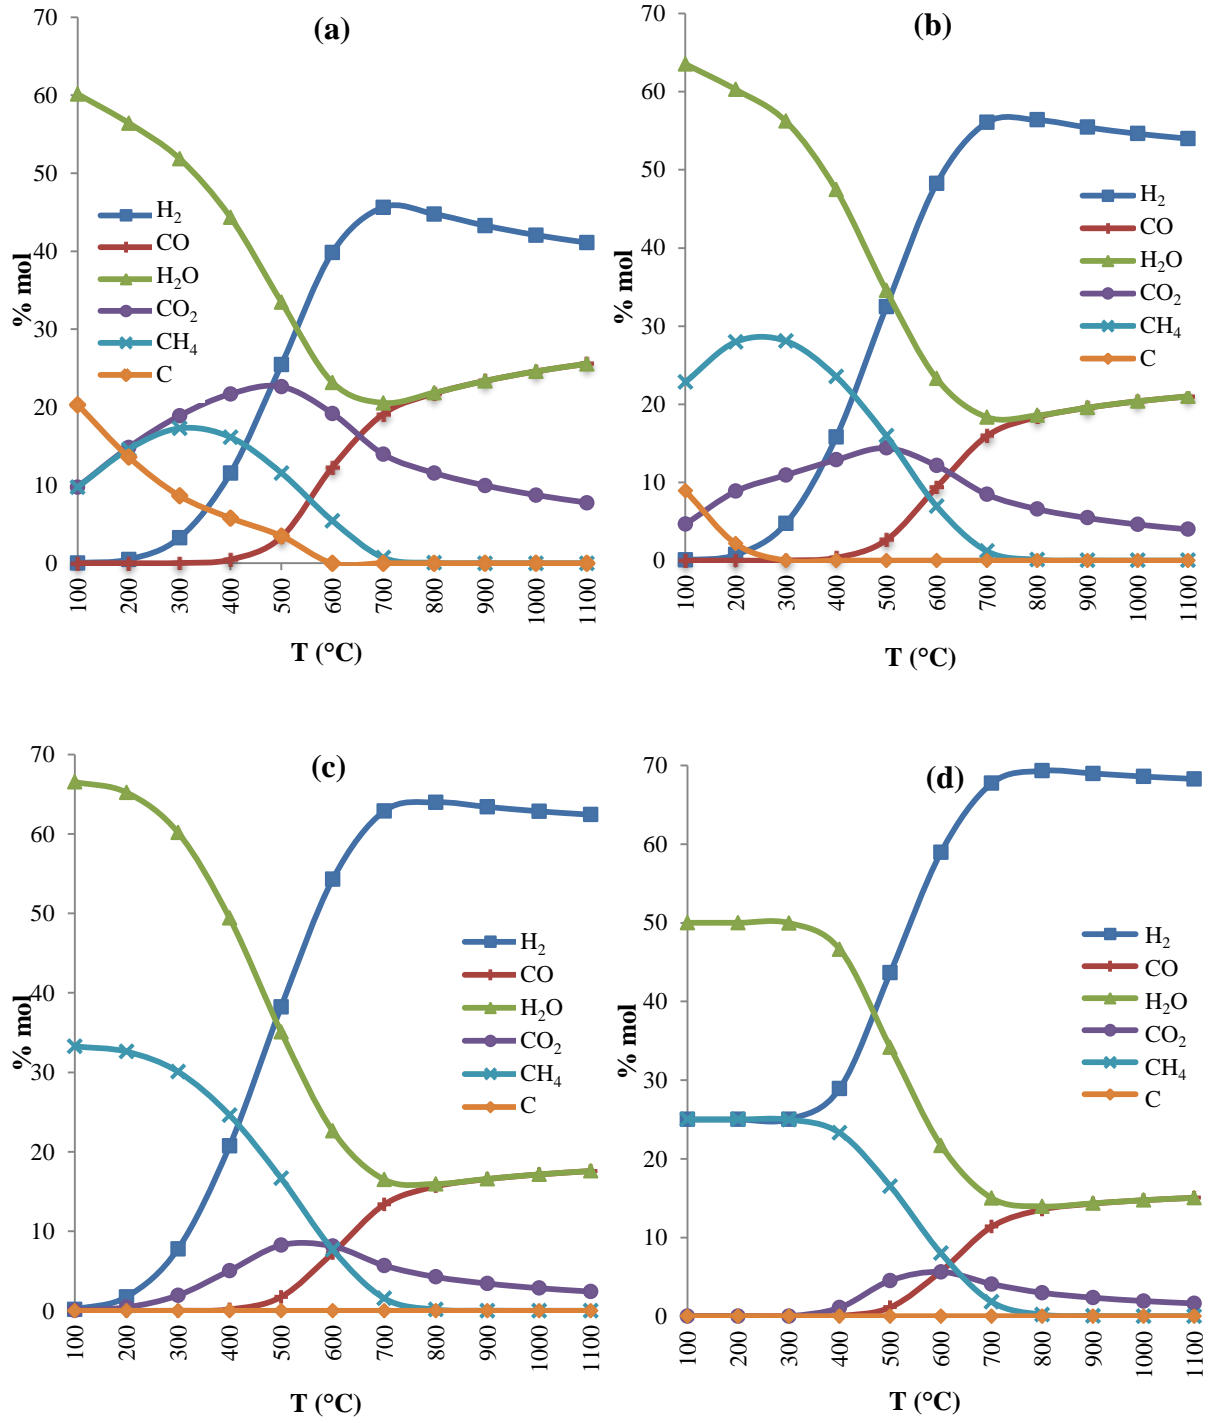 (a)
70
60
50
40
30
20
10
0
% mol
H₂
CO
H₂O
CO₂
CH₄
C
100
200
300
400
500
600
700
800
900
1000
1100
T (°C)
(b)
70
60
50
40
30
20
10
0
% mol
H₂
CO
H₂O
CO₂
CH₄
C
100
200
300
400
500
600
700
800
900
1000
1100
T (°C)
(c)
70
60
50
40
30
20
10
0
% mol
H₂
CO
H₂O
CO₂
CH₄
C
100
200
300
400
500
600
700
800
900
1000
1100
T (°C)
(d)
70
60
50
40
30
20
10
0
% mol
H₂
CO
H₂O
CO₂
CH₄
C
100
200
300
400
500
600
700
800
900
1000
1100
T (°C)